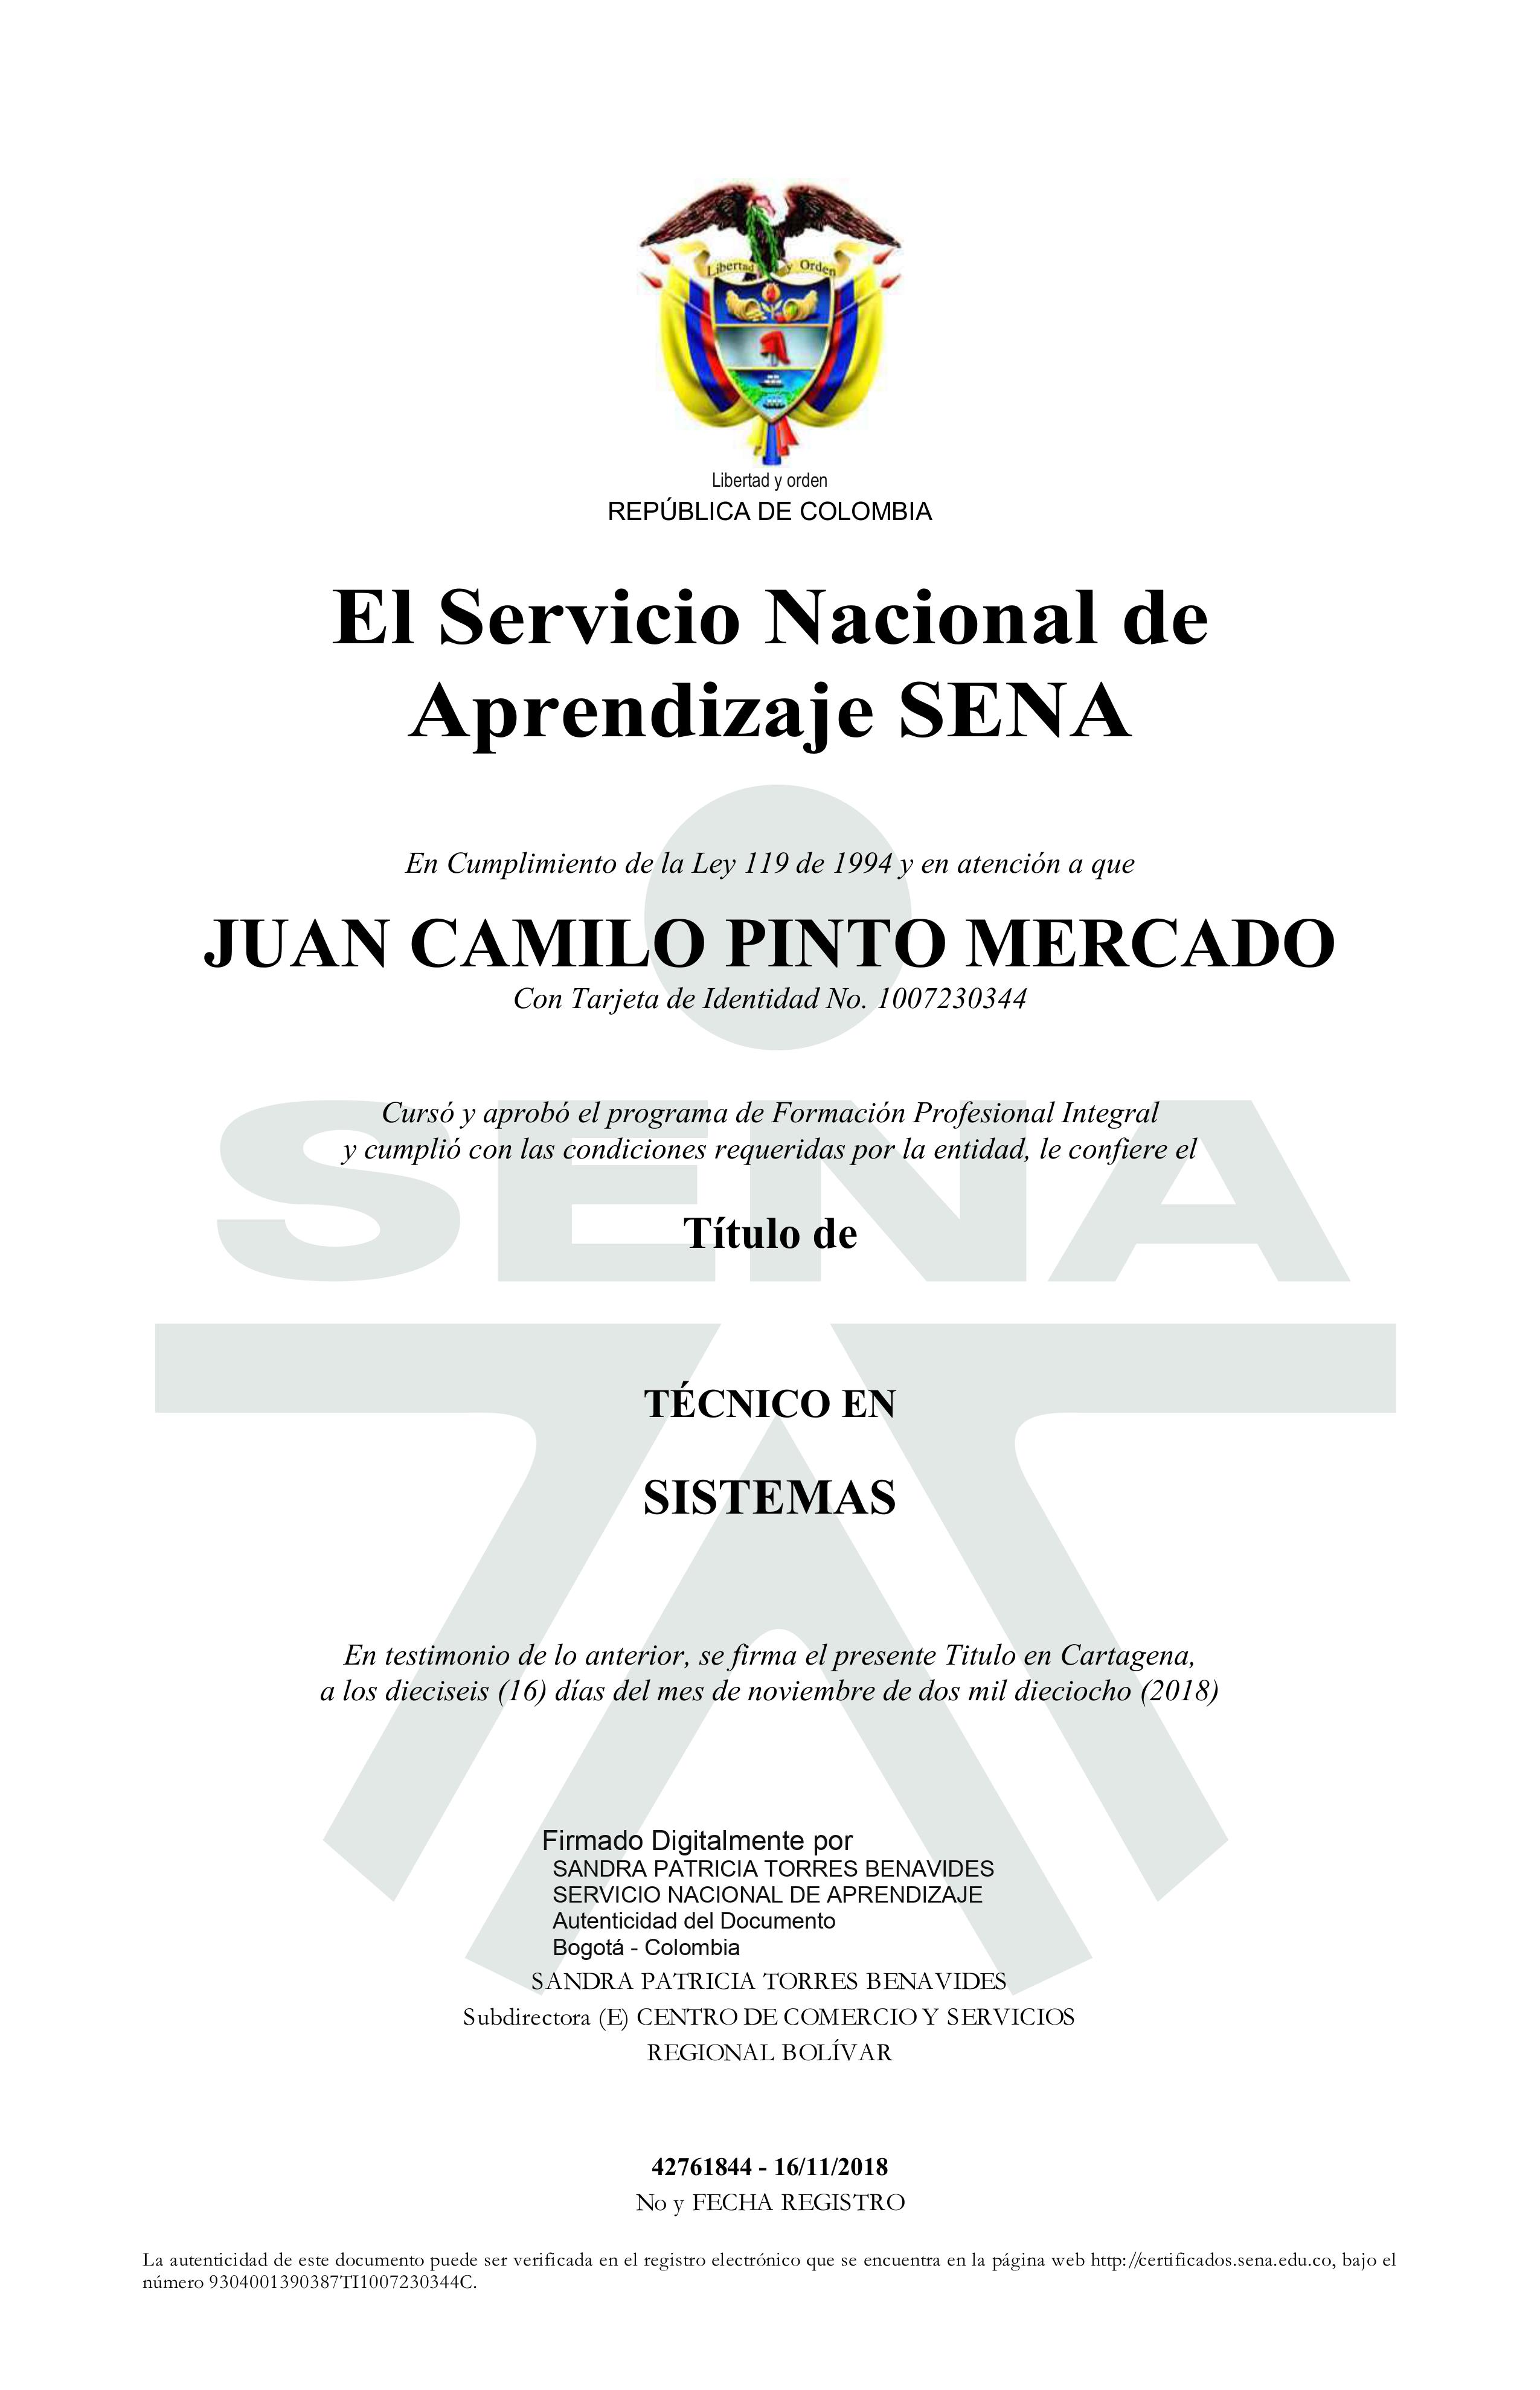 Libertad y Orden
Libertad y orden
REPÚBLICA DE COLOMBIA
El Servicio Nacional de
Aprendizaje SENA
En Cumplimiento de la Ley 119 de 1994 y en atención a que
JUAN CAMILO PINTO MERCADO
Con Tarjeta de Identidad No. 1007230344
Cursó y aprobó el programa de Formación Profesional Integral
y cumplió con las condiciones requeridas por la entidad, le confiere el
SENA
Título de
TÉCNICO EN
SISTEMAS
En testimonio de lo anterior, se firma el presente Titulo en Cartagena,
a los dieciseis (16) días del mes de noviembre de dos mil dieciocho (2018)
Firmado Digitalmente por
SANDRA PATRICIA TORRES BENAVIDES
SERVICIO NACIONAL DE APRENDIZAJE
Autenticidad del Documento
Bogotá - Colombia
SANDRA PATRICIA TORRES BENAVIDES
Subdirectora (E) CENTRO DE COMERCIO Y SERVICIOS
REGIONAL BOLÍVAR
42761844 - 16/11/2018
No y FECHA REGISTRO
La autenticidad de este documento puede ser verificada en el registro electrónico que se encuentra en la página web http://certificados.sena.edu.co, bajo el
número 9304001390387TI1007230344C.